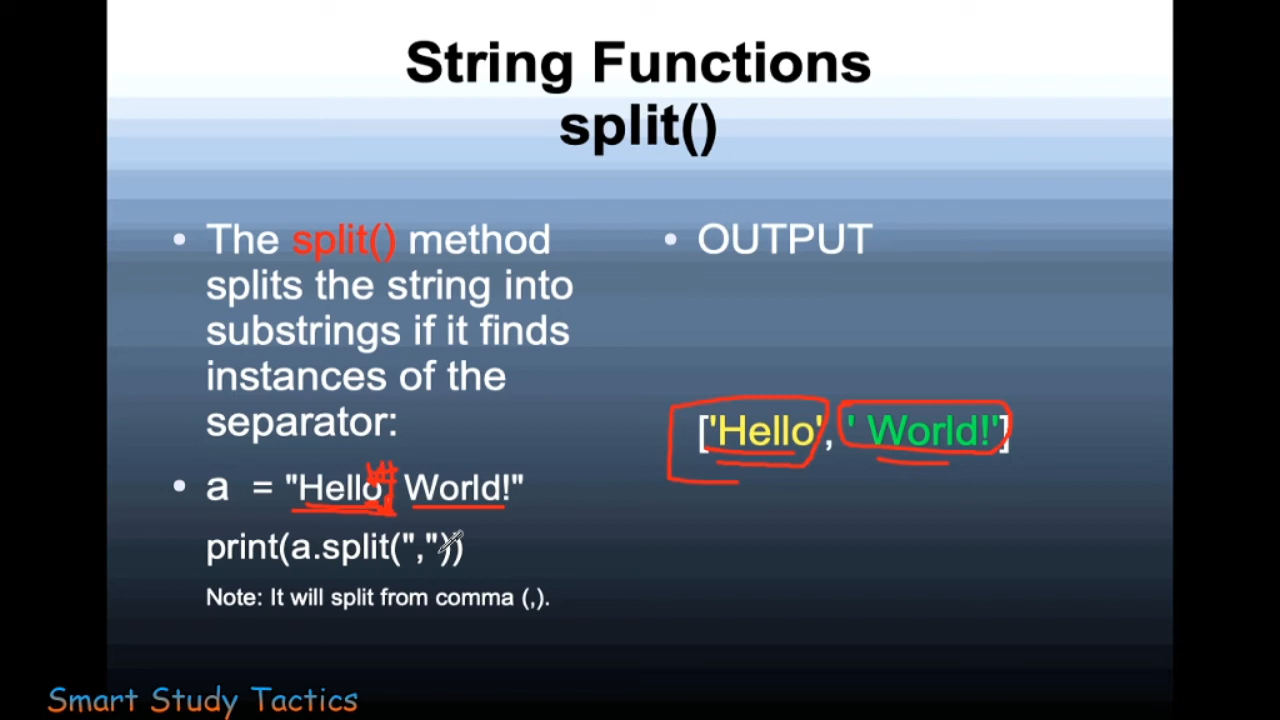 String Functions
split()
• The split() method
splits the string into
substrings if it finds
instances of the
separator:
• a = "Hello, World!"
print(a.split(","))
Note: It will split from comma (,).
• OUTPUT
['Hello', ' World!']
Smart Study Tactics